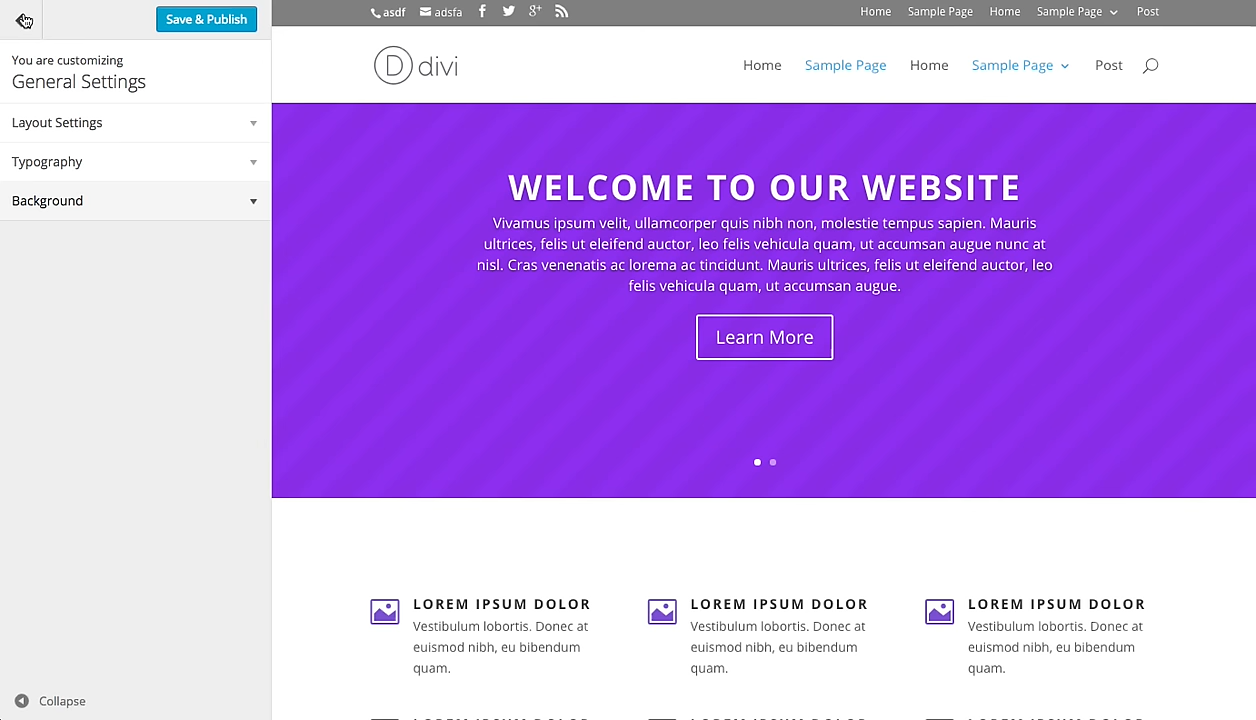 Save & Publish
You are customizing
General Settings
Layout Settings
Typography
Background
Collapse
asdf adsfa Home Sample Page Home Sample Page Post
D divi Home Sample Page Home Sample Page Post
WELCOME TO OUR WEBSITE
Vivamus ipsum velit, ullamcorper quis nibh non, molestie tempus sapien. Mauris
ultrices, felis ut eleifend auctor, leo felis vehicula quam, ut accumsan augue nunc at
nisl. Cras venenatis ac lorema ac tincidunt. Mauris ultrices, felis ut eleifend auctor, leo
felis vehicula quam, ut accumsan augue.
Learn More
LOREM IPSUM DOLOR
Vestibulum lobortis. Donec at
euismod nibh, eu bibendum
quam.
LOREM IPSUM DOLOR
Vestibulum lobortis. Donec at
euismod nibh, eu bibendum
quam.
LOREM IPSUM DOLOR
Vestibulum lobortis. Donec at
euismod nibh, eu bibendum
quam.